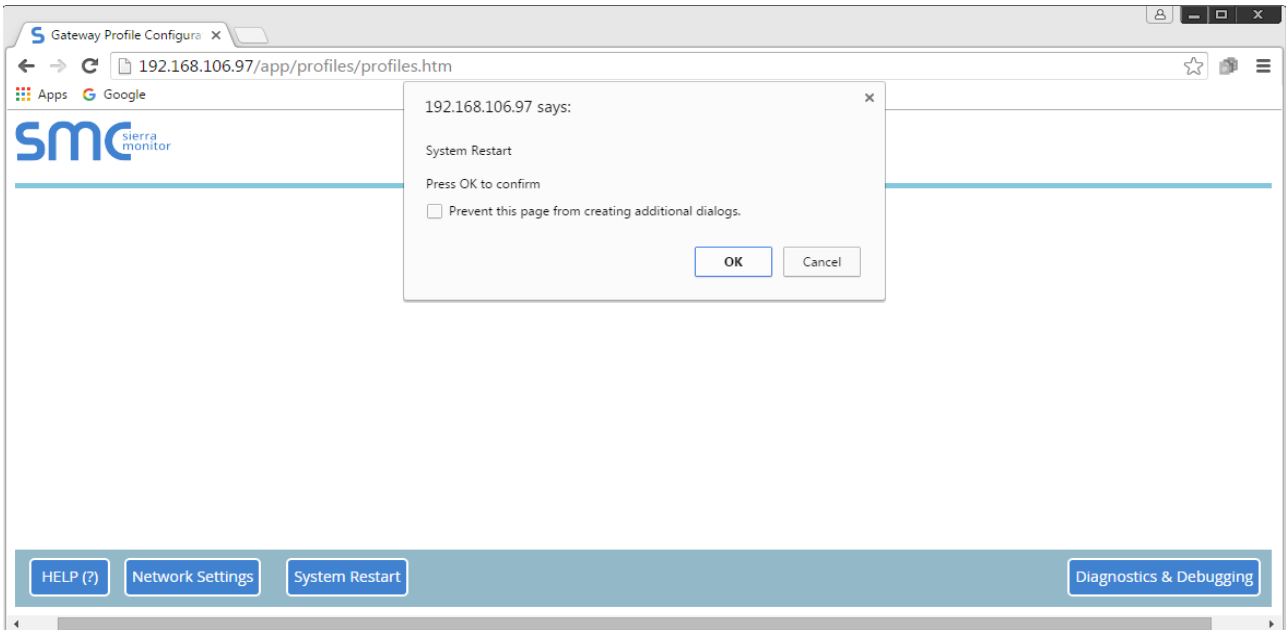 Gateway Profile Configura
192.168.106.97/app/profiles/profiles.htm
Apps Google
192.168.106.97 says:
System Restart
Press OK to confirm
Prevent this page from creating additional dialogs.
OK Cancel
SMC sierra
monitor
HELP (?) Network Settings System Restart Diagnostics & Debugging